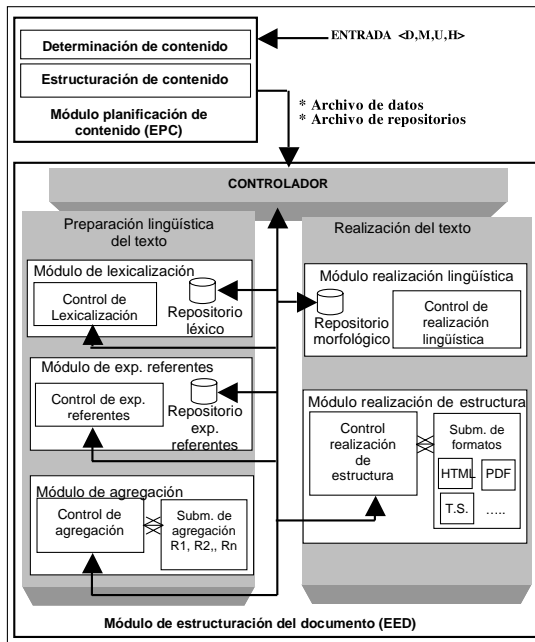 Determinación de contenido
Estructuración de contenido
Módulo planificación de
contenido (EPC)
ENTRADA <D,M,U,H>
* Archivo de datos
* Archivo de repositorios
CONTROLADOR
Preparación lingüística
del texto
Módulo de lexicalización
Control de
Lexicalización
Repositorio
léxico
Módulo de exp. referentes
Control de exp.
referentes
Repositorio
exp.
referentes
Módulo de agregación
Control de
agregación
Subm. de
agregación
R1, R2,, Rn
Realización del texto
Módulo realización lingüística
Repositorio
morfológico
Control de
realización
lingüística
Módulo realización de estructura
Control
realización
de
estructura
Subm. de
formatos
HTML
PDF
T.S.
…..
Módulo de estructuración del documento (EED)